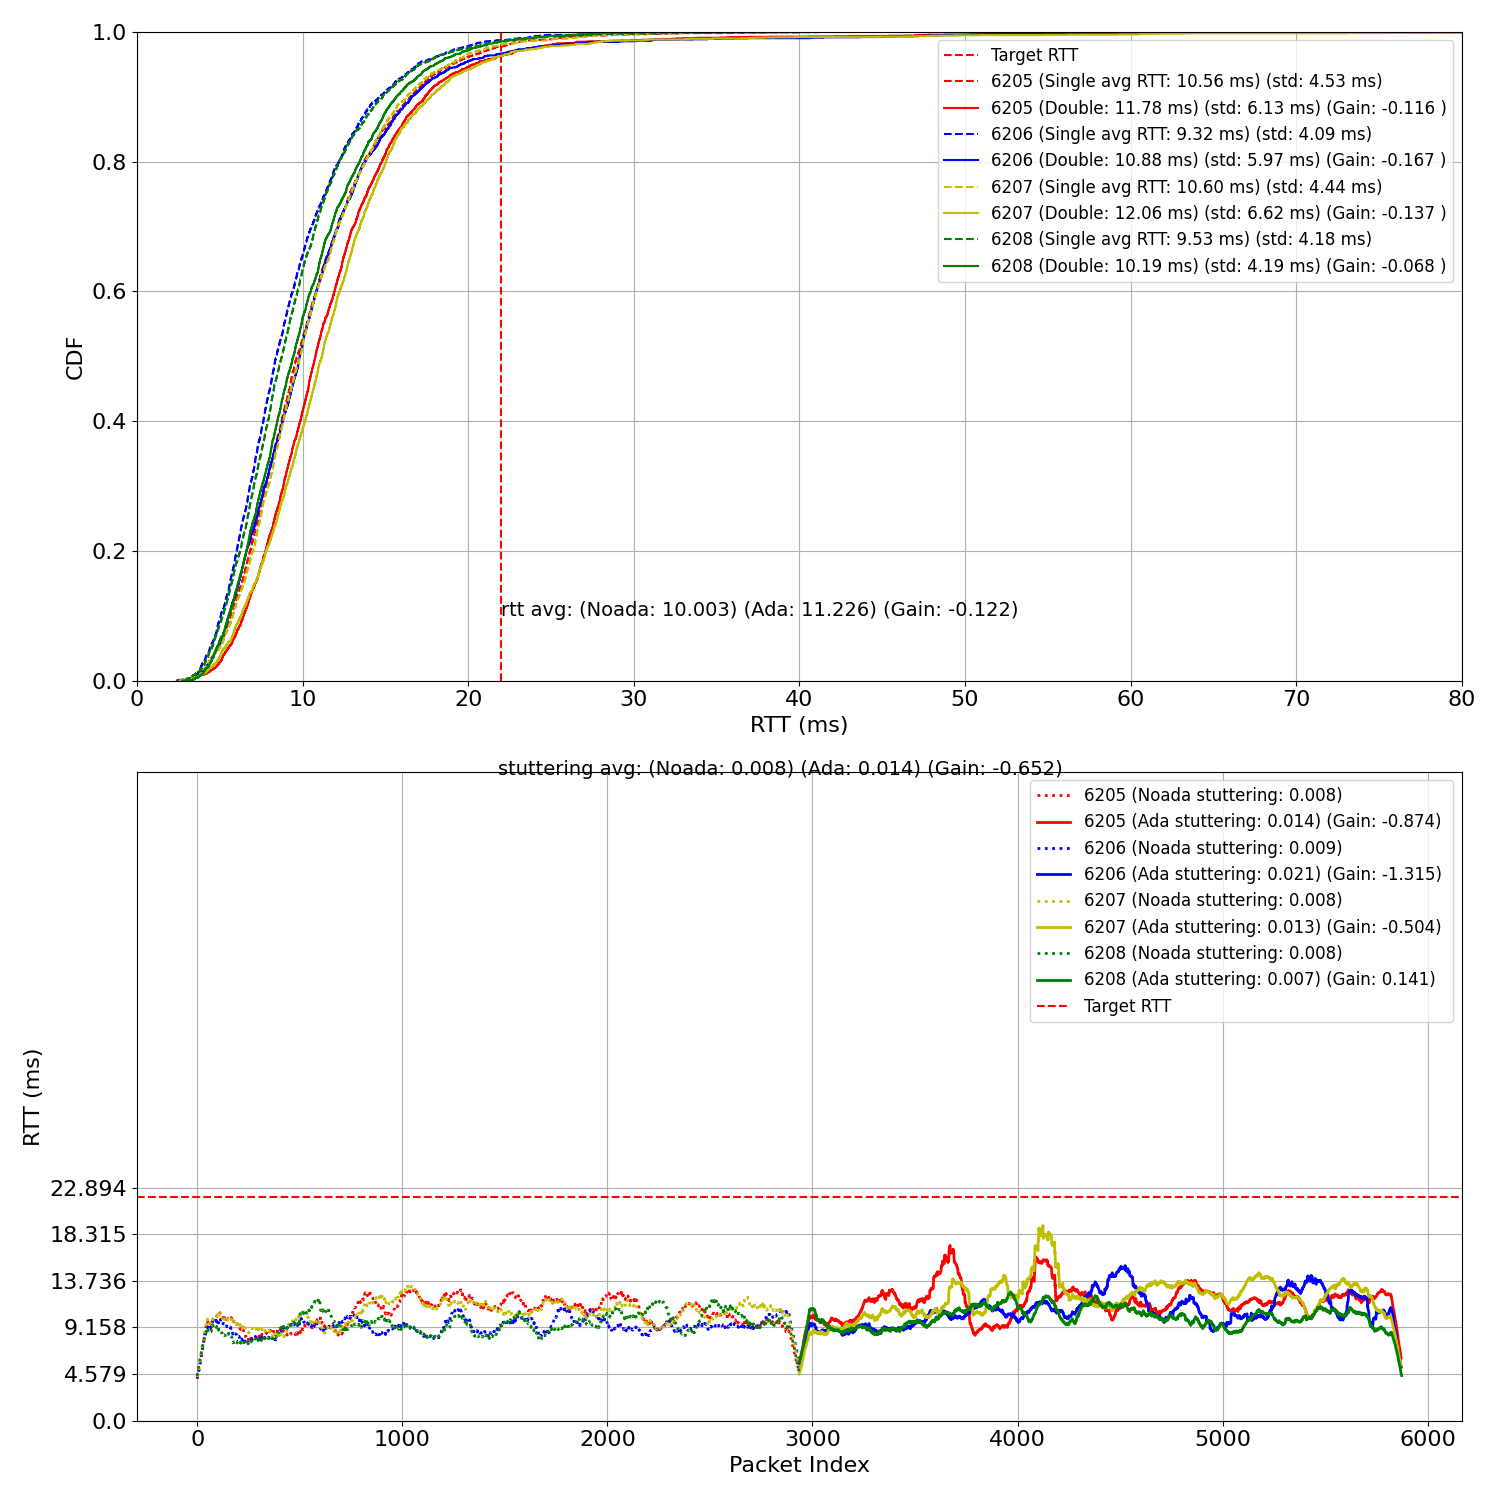 1.0
0.8
0.6
0.4
0.2
0.0
CDF
Target RTT
6205 (Single avg RTT: 10.56 ms) (std: 4.53 ms)
6205 (Double: 11.78 ms) (std: 6.13 ms) (Gain: -0.116 )
6206 (Single avg RTT: 9.32 ms) (std: 4.09 ms)
6206 (Double: 10.88 ms) (std: 5.97 ms) (Gain: -0.167 )
6207 (Single avg RTT: 10.60 ms) (std: 4.44 ms)
6207 (Double: 12.06 ms) (std: 6.62 ms) (Gain: -0.137 )
6208 (Single avg RTT: 9.53 ms) (std: 4.18 ms)
6208 (Double: 10.19 ms) (std: 4.19 ms) (Gain: -0.068 )
rtt avg: (Noada: 10.003) (Ada: 11.226) (Gain: -0.122)
0 10 20 30 40 50 60 70 80
RTT (ms)
stuttering avg: (Noada: 0.008) (Ada: 0.014) (Gain: -0.652)
6205 (Noada stuttering: 0.008)
6205 (Ada stuttering: 0.014) (Gain: -0.874)
6206 (Noada stuttering: 0.009)
6206 (Ada stuttering: 0.021) (Gain: -1.315)
6207 (Noada stuttering: 0.008)
6207 (Ada stuttering: 0.013) (Gain: -0.504)
6208 (Noada stuttering: 0.008)
6208 (Ada stuttering: 0.007) (Gain: 0.141)
Target RTT
RTT (ms)
22.894
18.315
13.736
9.158
4.579
0.0
0 1000 2000 3000 4000 5000 6000
Packet Index